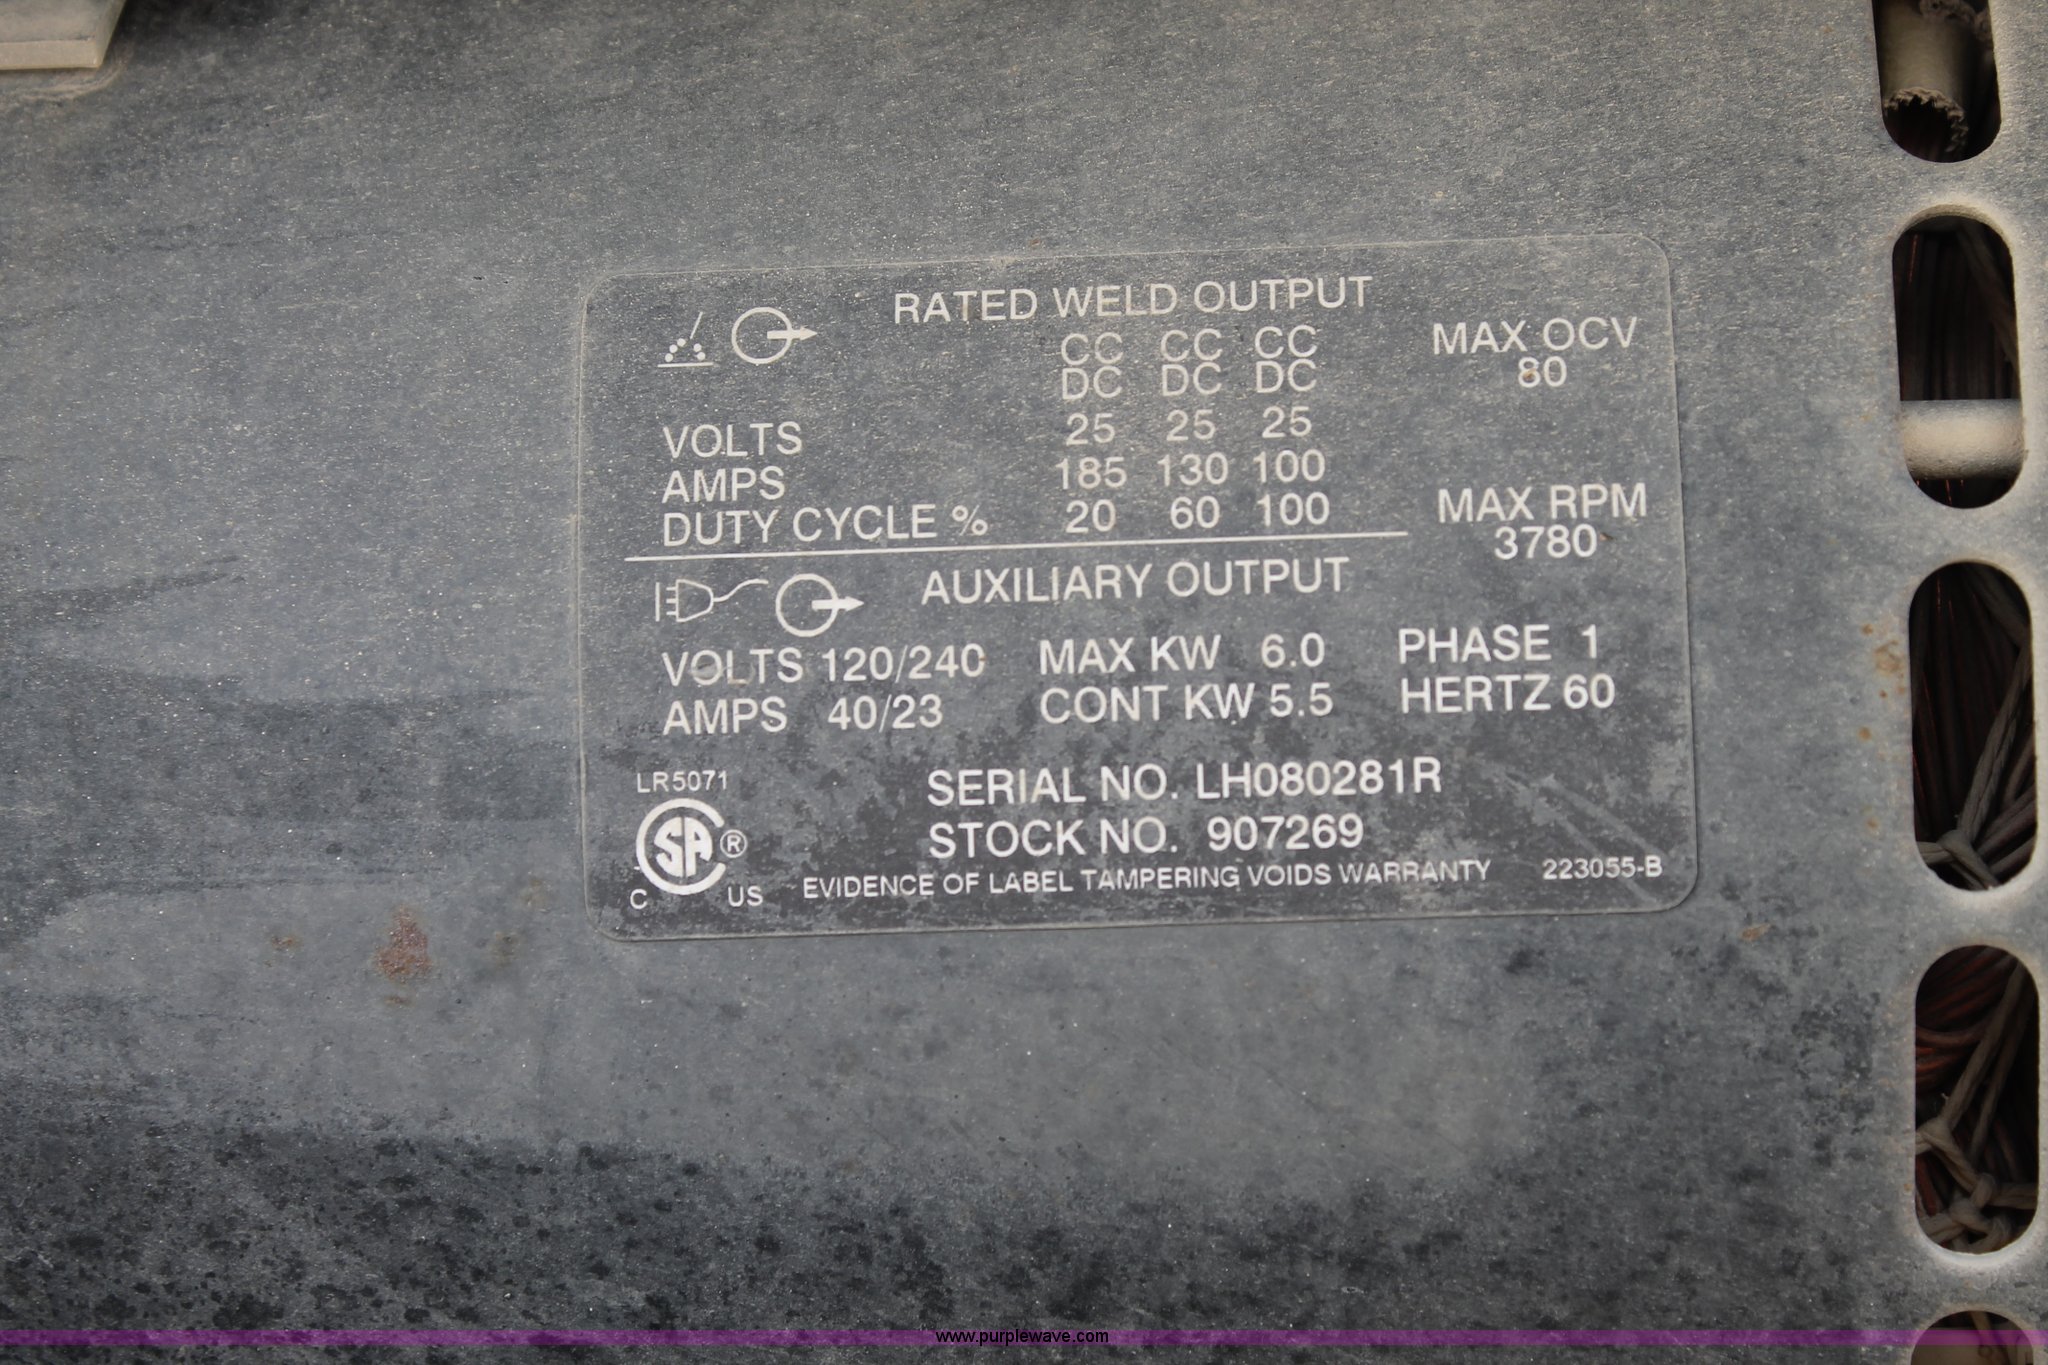 RATED WELD OUTPUT
CC CC CC
DC DC DC
MAX OCV
80
VOLTS 25 25 25
AMPS 185 130 100
DUTY CYCLE % 20 60 100
MAX RPM
3780
AUXILIARY OUTPUT
VOLTS 120/240 MAX KW 6.0 PHASE 1
AMPS 40/23 CONT KW 5.5 HERTZ 60
LR5071
SERIAL NO. LH080281R
STOCK NO. 907269
SA ®
C US
EVIDENCE OF LABEL TAMPERING VOIDS WARRANTY 223055-B
www.purplewave.com